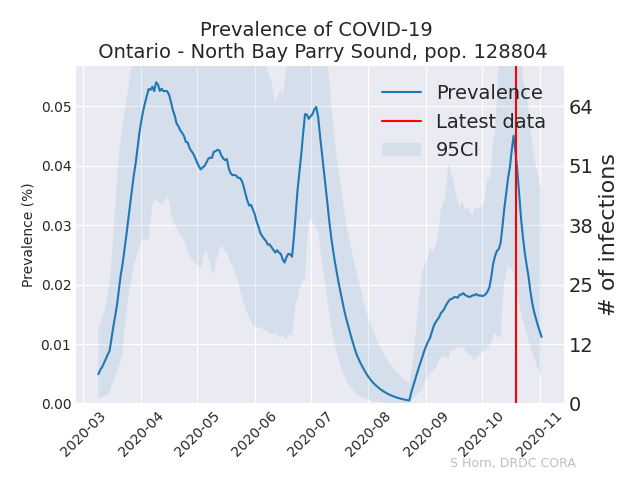 Prevalence of COVID-19
Ontario - North Bay Parry Sound, pop. 128804
Prevalence
Latest data
95CI
0.05
0.04
0.03
0.02
0.01
0.00
Prevalence (%)
64
51
38
25
12
0
# of infections
2020-03
2020-04
2020-05
2020-06
2020-07
2020-08
2020-09
2020-10
2020-11
S Horn, DRDC CORA